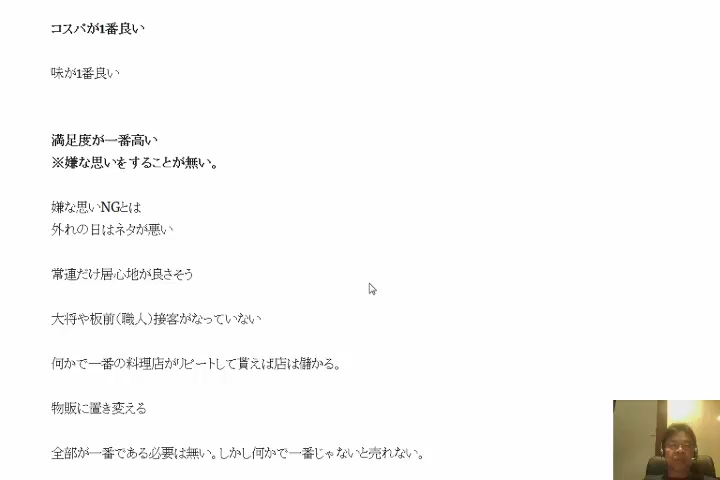 コスパが1番良い
味が1番良い
満足度が一番高い
※嫌な思いをすることが無い。
嫌な思いNGとは
外れの日はネタが悪い
常連だけ居心地が良さそう
大将や板前(職人)接客がなっていない
何かで一番の料理店がリピートして貰えば店は儲かる。
物販に置き変える
全部が一番である必要は無い。しかし何かで一番じゃないと売れない。